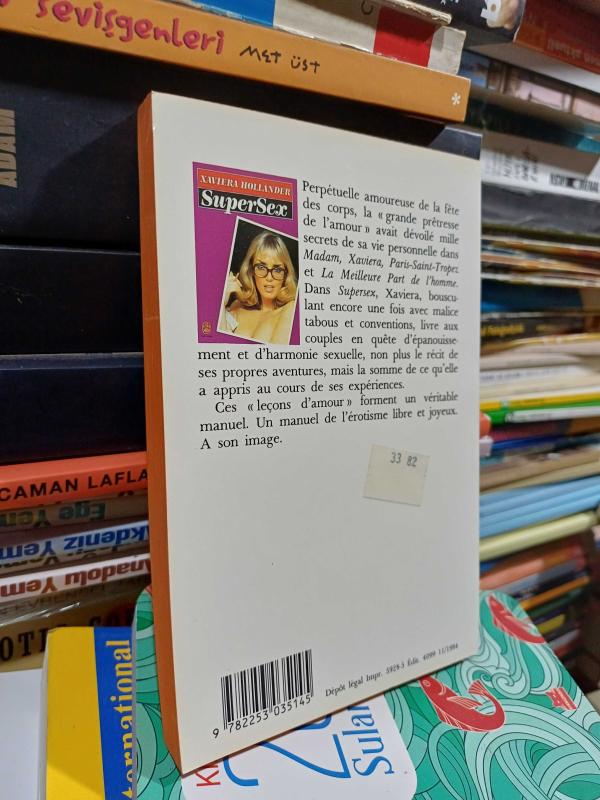 sevişgenleri MET ÜST
*
ADAM
XAVIERA HOLLANDER
SuperSex
Perpétuelle amoureuse de la fête
des corps, la « grande prêtresse
de l'amour » avait dévoilé mille
secrets de sa vie personnelle dans
Madam, Xaviera, Paris-Saint-Tropez
et La Meilleure Part de l'homme.
Dans Supersex, Xaviera, bouscu-
lant encore une fois avec malice
tabous et conventions, livre aux
couples en quête d'épanouisse-
ment et d'harmonie sexuelle, non plus le récit de
ses propres aventures, mais la somme de ce qu'elle
a appris au cours de ses expériences.
Ces « leçons d'amour » forment un véritable
manuel. Un manuel de l'érotisme libre et joyeux.
A son image.
33 82
Dépôt légal Impr. 5928-5 Édit. 4099 11/1984
9 782253 035145
CAMAN LAFLA
Ege Yem
Akdeniz Yem
Anadolu Yem
ternational
Sular